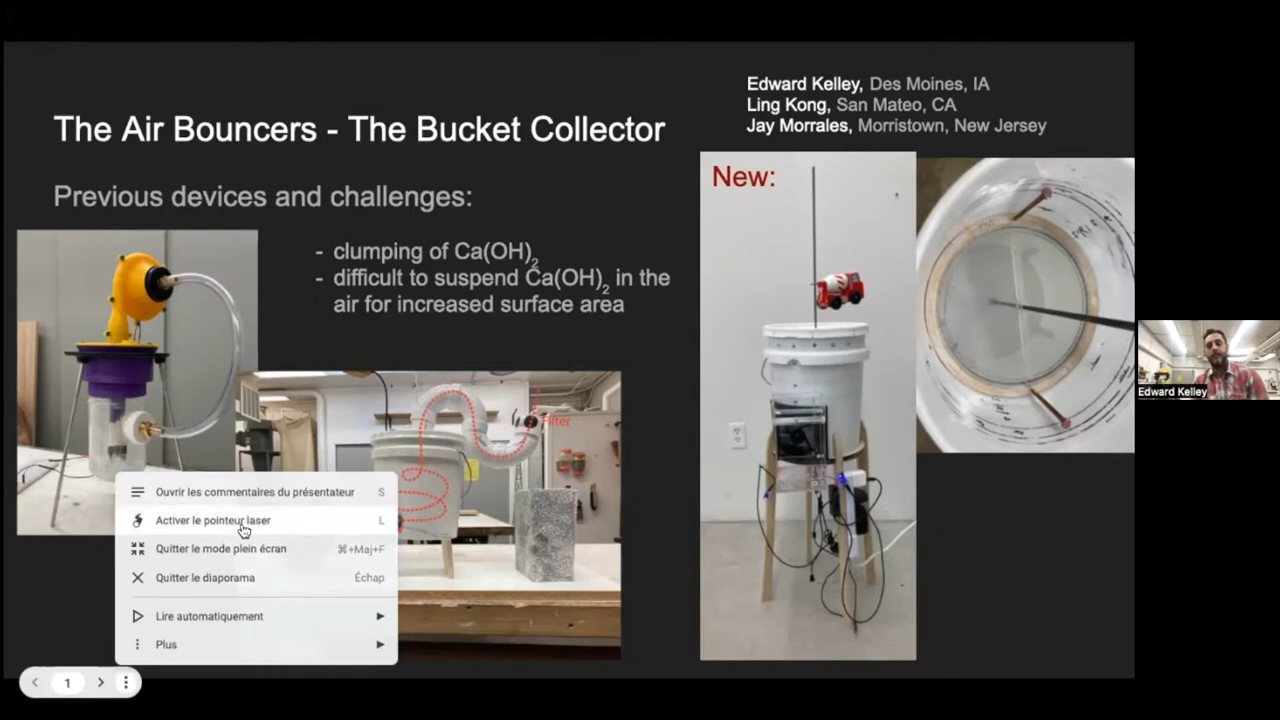 Edward Kelley, Des Moines, IA
Ling Kong, San Mateo, CA
Jay Morrales, Morristown, New Jersey
The Air Bouncers - The Bucket Collector
Previous devices and challenges:
- clumping of Ca(OH)2
- difficult to suspend Ca(OH)2 in the
air for increased surface area
New:
Filter
Edward Kelley
Ouvrir les commentaires du présentateur S
Activer le pointeur laser L
Quitter le mode plein écran ⌘+Maj+F
Quitter le diaporama Échap
Lire automatiquement
Plus
1